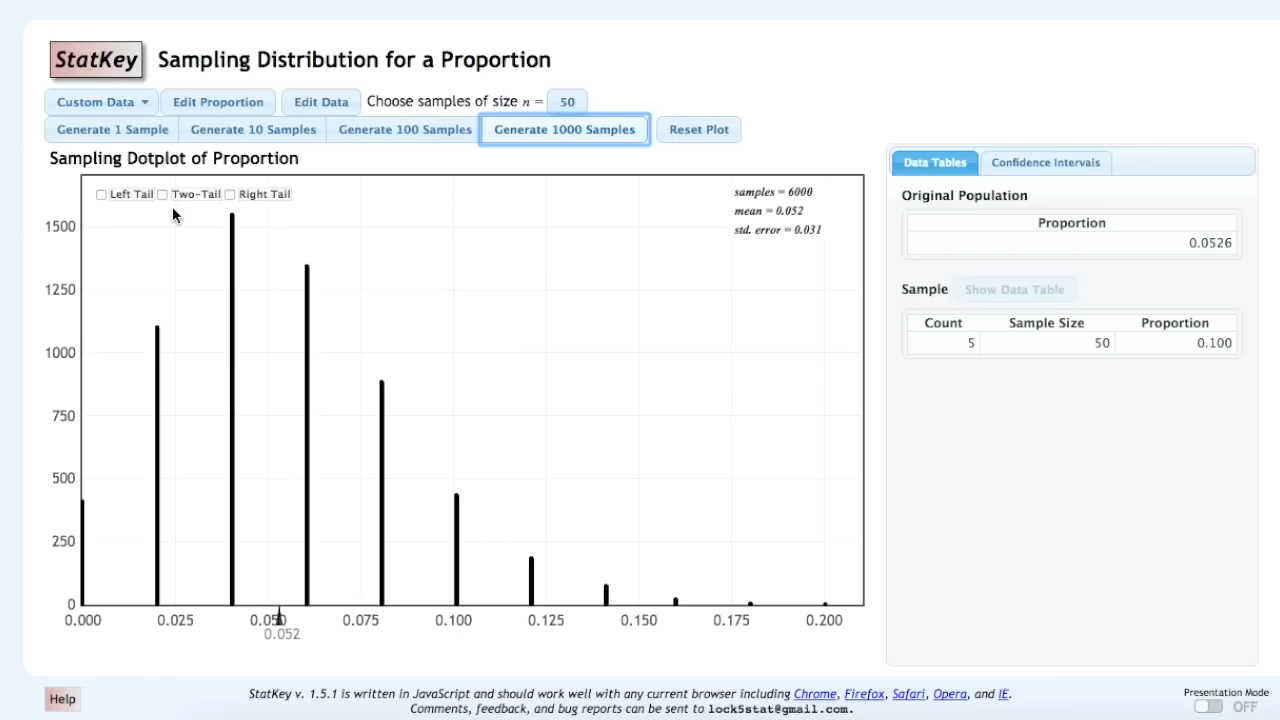 StatKey Sampling Distribution for a Proportion
Custom Data Edit Proportion Edit Data Choose samples of size n = 50
Generate 1 Sample Generate 10 Samples Generate 100 Samples Generate 1000 Samples Reset Plot
Sampling Dotplot of Proportion
Left Tail Two-Tail Right Tail
samples = 6000
mean = 0.052
std. error = 0.031
1500
1250
1000
750
500
250
0
0.000 0.025 0.050 0.075 0.100 0.125 0.150 0.175 0.200
0.052
Data Tables Confidence Intervals
Original Population
Proportion
0.0526
Sample Show Data Table
Count Sample Size Proportion
5 50 0.100
Help
StatKey v. 1.5.1 is written in JavaScript and should work well with any current browser including Chrome, Firefox, Safari, Opera, and IE.
Comments, feedback, and bug reports can be sent to lock5stat@gmail.com.
Presentation Mode
OFF